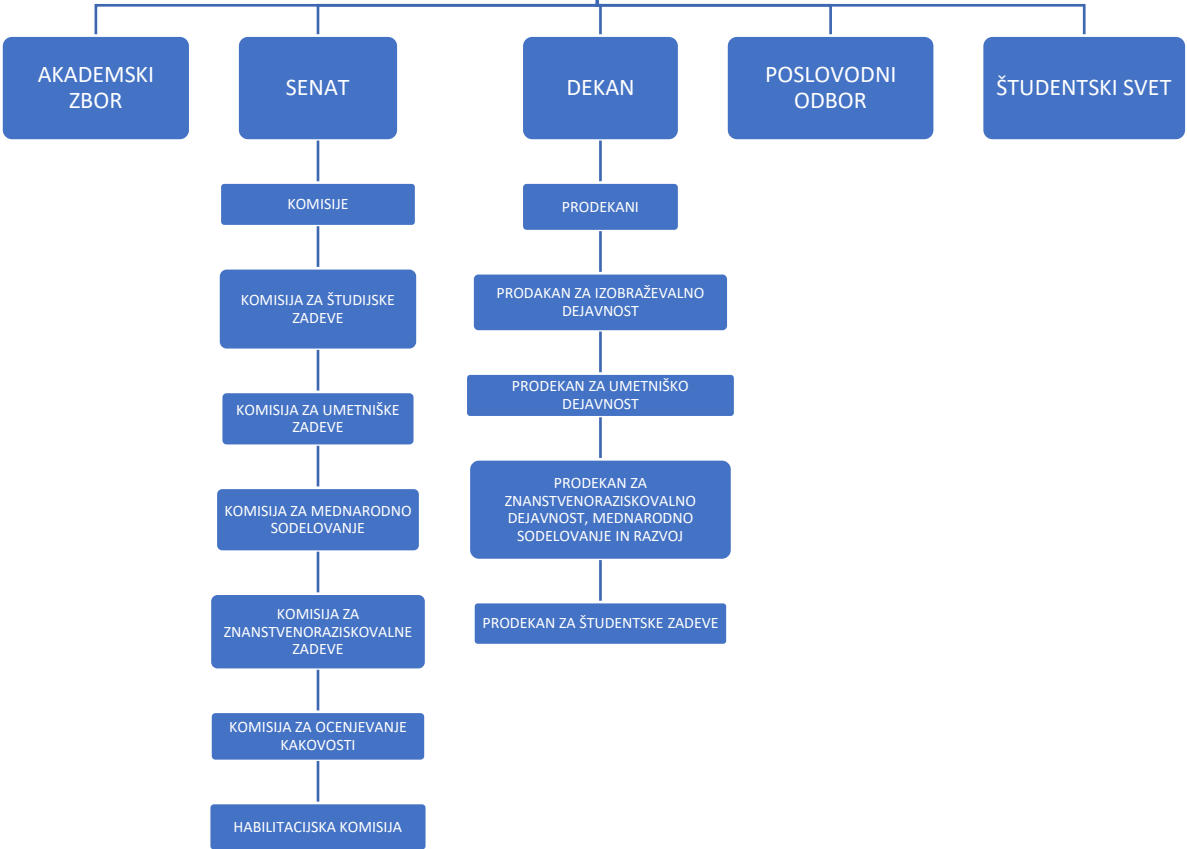 AKADEMSKI
ZBOR
SENAT
DEKAN
POSLOVODNI
ODBOR
ŠTUDENTSKI SVET
KOMISIJE
KOMISIJA ZA ŠTUDIJSKE
ZADEVE
KOMISIJA ZA UMETNIŠKE
ZADEVE
KOMISIJA ZA MEDNARODNO
SODELOVANJE
KOMISIJA ZA
ZNANSTVENORAZISKOVALNE
ZADEVE
KOMISIJA ZA OCENJEVANJE
KAKOVOSTI
HABILITACIJSKA KOMISIJA
PRODEKANI
PRODAKAN ZA IZOBRAŽEVALNO
DEJAVNOST
PRODEKAN ZA UMETNIŠKO
DEJAVNOST
PRODEKAN ZA
ZNANSTVENORAZISKOVALNO
DEJAVNOST, MEDNARODNO
SODELOVANJE IN RAZVOJ
PRODEKAN ZA ŠTUDENTSKE ZADEVE